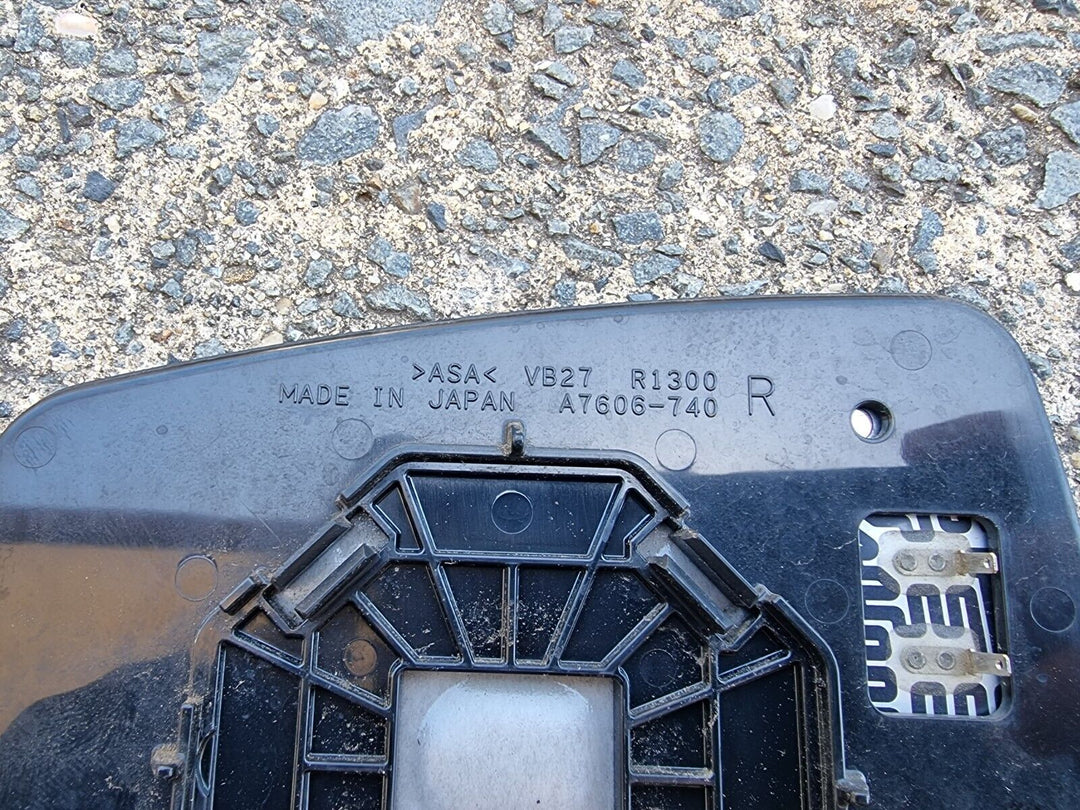 >ASA< VB27 R1300
MADE IN JAPAN A7606-740 R